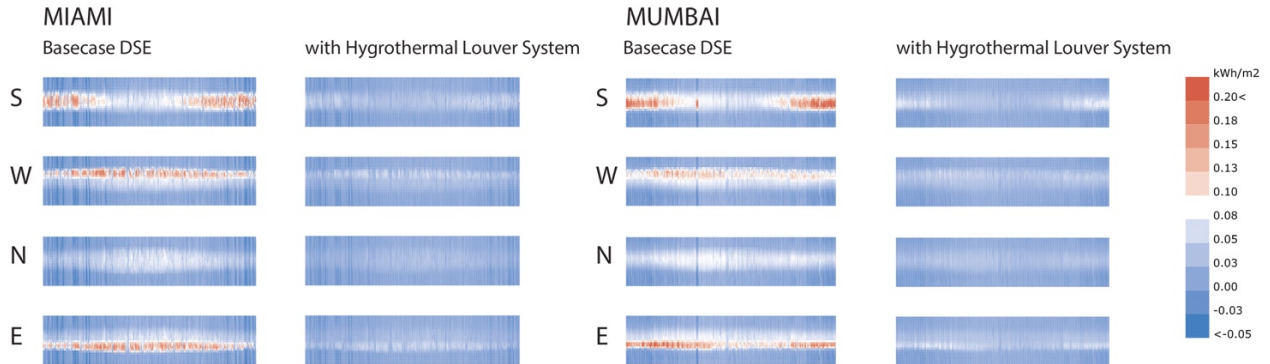 MIAMI
MUMBAI
Basecase DSE
with Hygrothermal Louver System
Basecase DSE
with Hygrothermal Louver System
kWh/m2
S
S
0.20<
0.18
0.15
W
W
0.13
0.10
0.08
0.05
N
N
0.03
0.00
-0.03
E
E
<-0.05